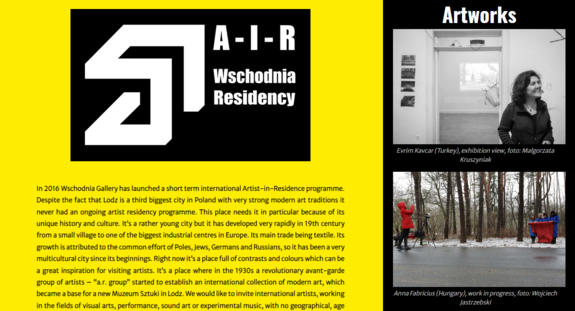 A-I-R
Wschodnia
Residency
In 2016 Wschodnia Gallery has launched a short term international Artist-in-Residence programme.
Despite the fact that Lodz is a third biggest city in Poland with very strong modern art traditions it
never had an ongoing artist residency programme. This place needs it in particular because of its
unique history and culture. It's a rather young city but it has developed very rapidly in 19th century
from a small village to one of the biggest industrial centres in Europe. Its main trade being textile. Its
growth is attributed to the common effort of Poles, Jews, Germans and Russians, so it has been a very
multicultural city since its beginnings. Right now it's a place full of contrasts and colours which can be
a great inspiration for visiting artists. It's a place where in the 1930s a revolutionary avant-garde
group of artists – "a.r. group" started to establish an international collection of modern art, which
became a base for a new Muzeum Sztuki in Lodz. We would like to invite international artists, working
in the fields of visual arts, performance, sound art or experimental music, with no geographical, age
Artworks
Evrim Kavcar (Turkey), exhibition view, foto: Malgorzata
Kruszyniak
Anna Fabricius (Hungary), work in progress, foto: Wojciech
Jastrzebski